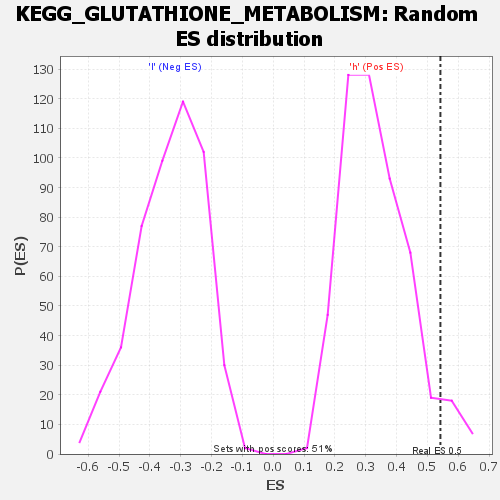 KEGG_GLUTATHIONE_METABOLISM: Random
ES distribution
'l' (Neg ES)
'h' (Pos ES)
130
120
110
100
90
80
70
60
50
40
30
20
10
0
P(ES)
Sets with pos scores: 51%
Real ES 0.5
-0.6 -0.5 -0.4 -0.3 -0.2 -0.1 0.0 0.1 0.2 0.3 0.4 0.5 0.6 0.7
ES